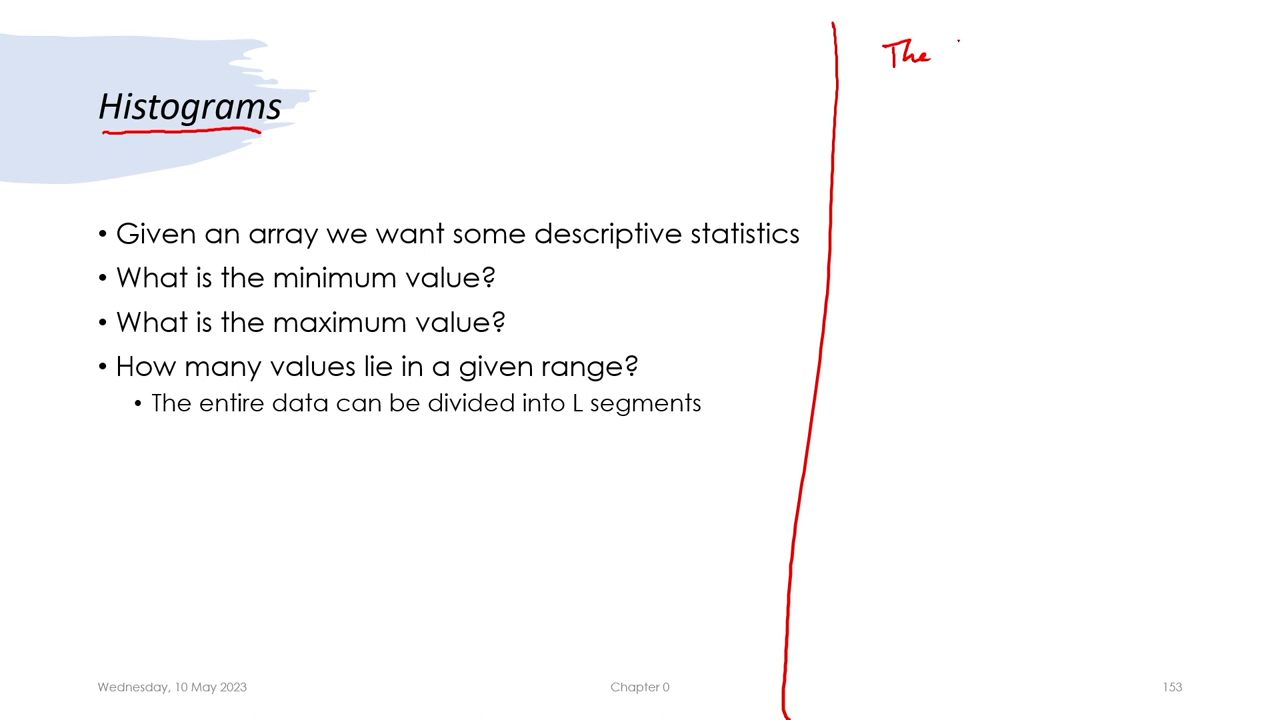 Histograms
• Given an array we want some descriptive statistics
• What is the minimum value?
• What is the maximum value?
• How many values lie in a given range?
• The entire data can be divided into L segments
The
Wednesday, 10 May 2023
Chapter 0
153